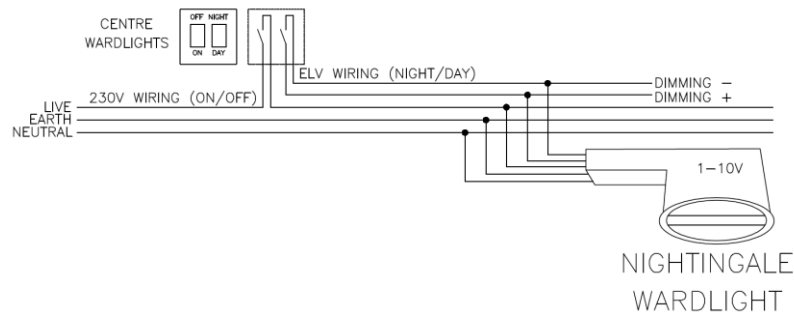 CENTRE
WARDLIGHTS
OFF NIGHT
ON DAY
ELV WIRING (NIGHT/DAY)
DIMMING −
DIMMING +
230V WIRING (ON/OFF)
LIVE
EARTH
NEUTRAL
1−10V
NIGHTINGALE
WARDLIGHT